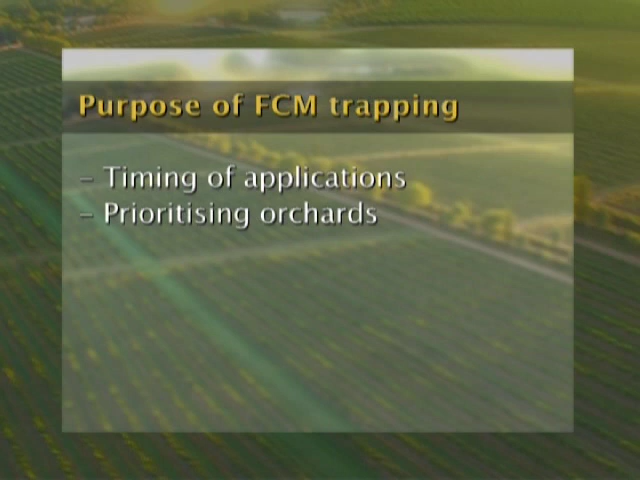 Purpose of FCM trapping
– Timing of applications
– Prioritising orchards